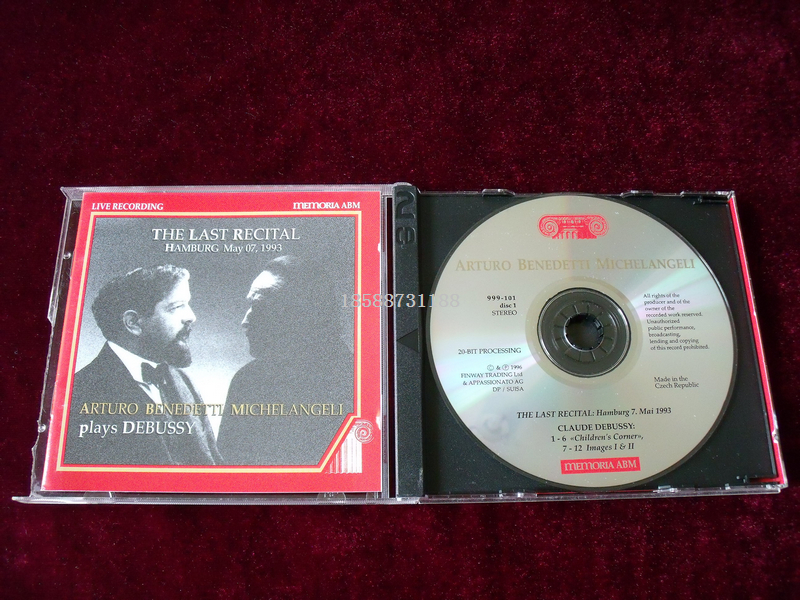 LIVE RECORDING
MEMORIA ABM
THE LAST RECITAL
HAMBURG May 07, 1993
ARTURO BENEDETTI MICHELANGELI
plays DEBUSSY
18588731188
ARTURO BENEDETTI MICHELANGELI
999-101
disc 1
STEREO
20-BIT PROCESSING
© & ℗ 1996
FINWAY TRADING Ltd
& APPASSIONATO AG
DP / SUISA
All rights of the
producer and of the
owner of the
recorded work reserved.
Unauthorized
public performance,
broadcasting,
lending and copying
of this record prohibited.
Made in the
Czech Republic
THE LAST RECITAL: Hamburg 7. Mai 1993
CLAUDE DEBUSSY:
1 - 6 «Children's Corner»,
7 - 12 Images I & II
MEMORIA ABM